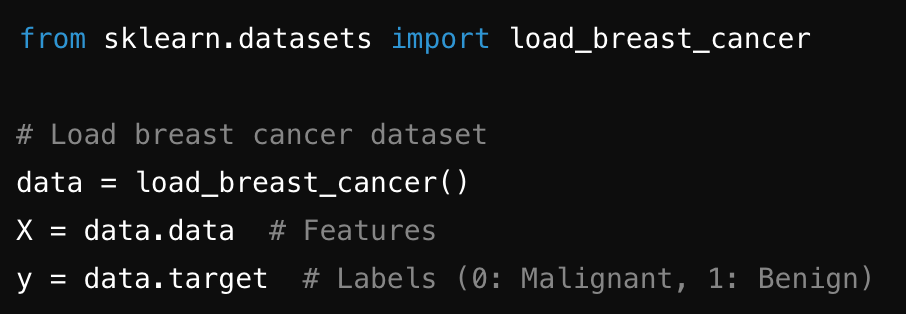 from sklearn.datasets import load_breast_cancer
# Load breast cancer dataset
data = load_breast_cancer()
X = data.data  # Features
y = data.target  # Labels (0: Malignant, 1: Benign)